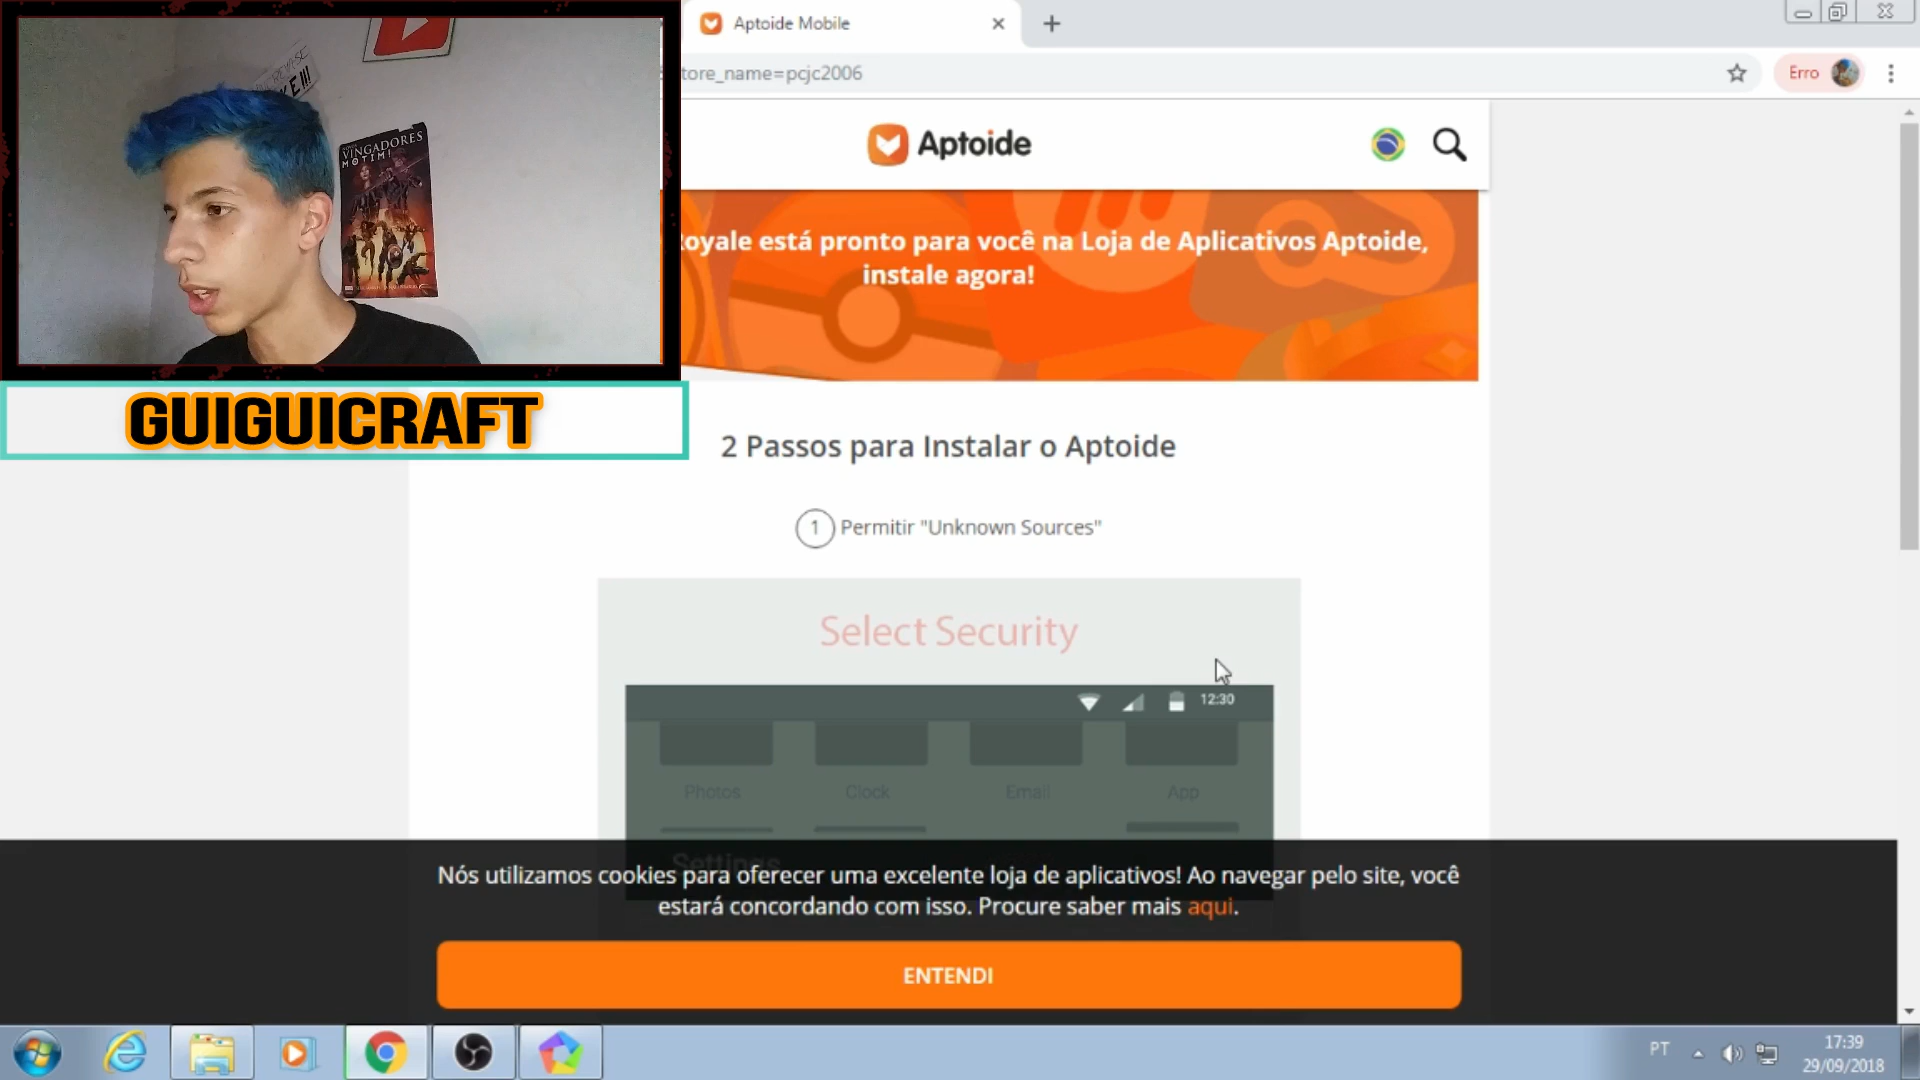 Aptoide Mobile
tore_name=pcjc2006
Erro
VINGADORES
MOTIM!
GUIGUICRAFT
Aptoide
oyale está pronto para você na Loja de Aplicativos Aptoide,
instale agora!
2 Passos para Instalar o Aptoide
1 Permitir "Unknown Sources"
Select Security
12:30
Photos Clock Email App
Settings
Nós utilizamos cookies para oferecer uma excelente loja de aplicativos! Ao navegar pelo site, você
estará concordando com isso. Procure saber mais aqui.
ENTENDI
PT
17:39
29/09/2018